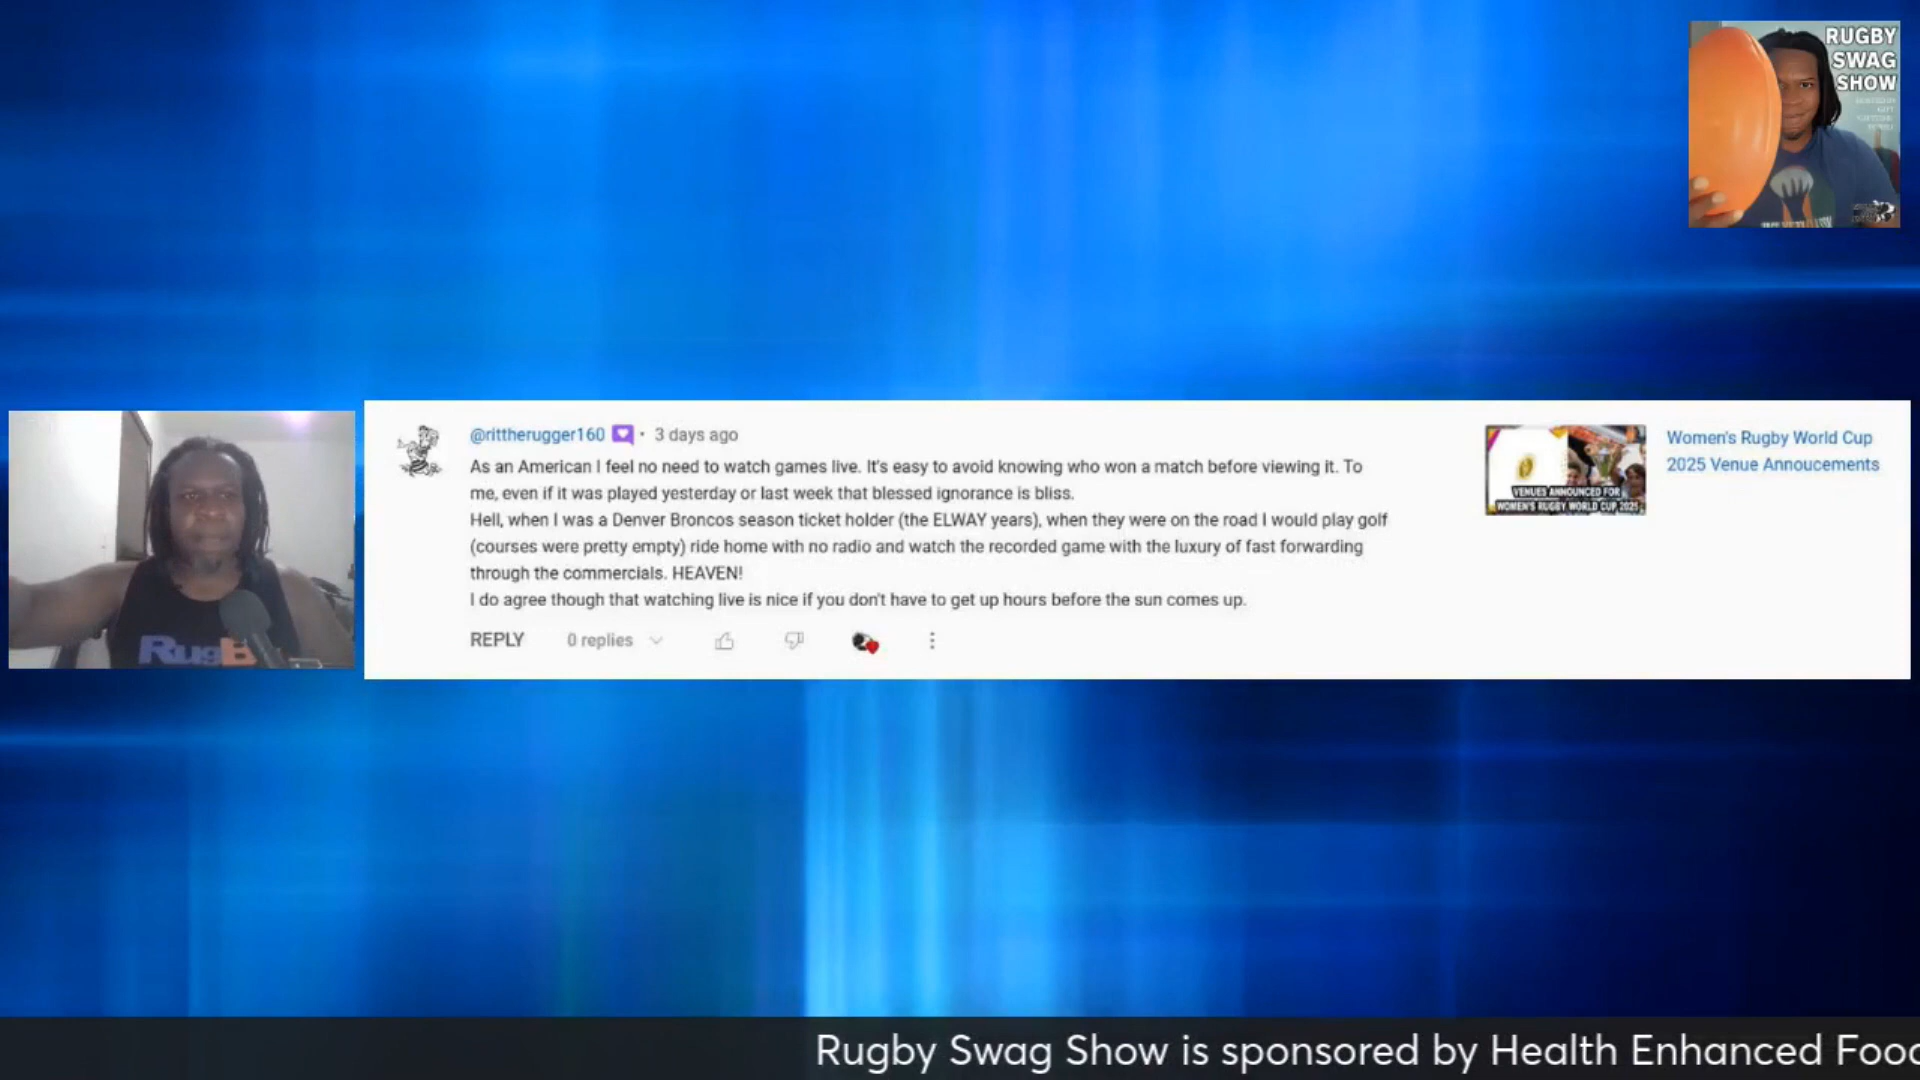 RUGBY
SWAG
SHOW
@rittherugger160 · 3 days ago
As an American I feel no need to watch games live. It's easy to avoid knowing who won a match before viewing it. To
me, even if it was played yesterday or last week that blessed ignorance is bliss.
Hell, when I was a Denver Broncos season ticket holder (the ELWAY years), when they were on the road I would play golf
(courses were pretty empty) ride home with no radio and watch the recorded game with the luxury of fast forwarding
through the commercials. HEAVEN!
I do agree though that watching live is nice if you don't have to get up hours before the sun comes up.
REPLY 0 replies
VENUES ANNOUNCED FOR
WOMEN'S RUGBY WORLD CUP 2025
Women's Rugby World Cup
2025 Venue Annoucements
RugB
Rugby Swag Show is sponsored by Health Enhanced Food